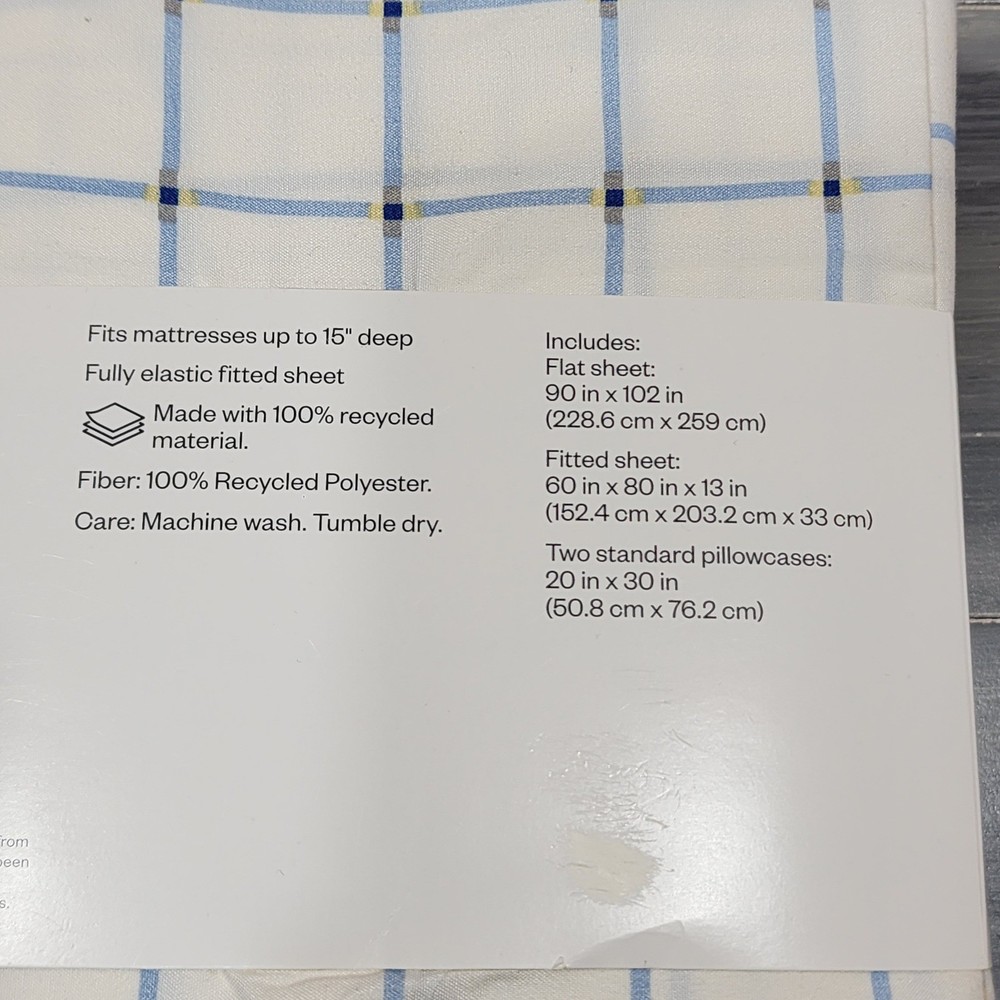 Fits mattresses up to 15" deep
Fully elastic fitted sheet
Made with 100% recycled
material.
Fiber: 100% Recycled Polyester.
Care: Machine wash. Tumble dry.
Includes:
Flat sheet:
90 in x 102 in
(228.6 cm x 259 cm)
Fitted sheet:
60 in x 80 in x 13 in
(152.4 cm x 203.2 cm x 33 cm)
Two standard pillowcases:
20 in x 30 in
(50.8 cm x 76.2 cm)
from
been
s.